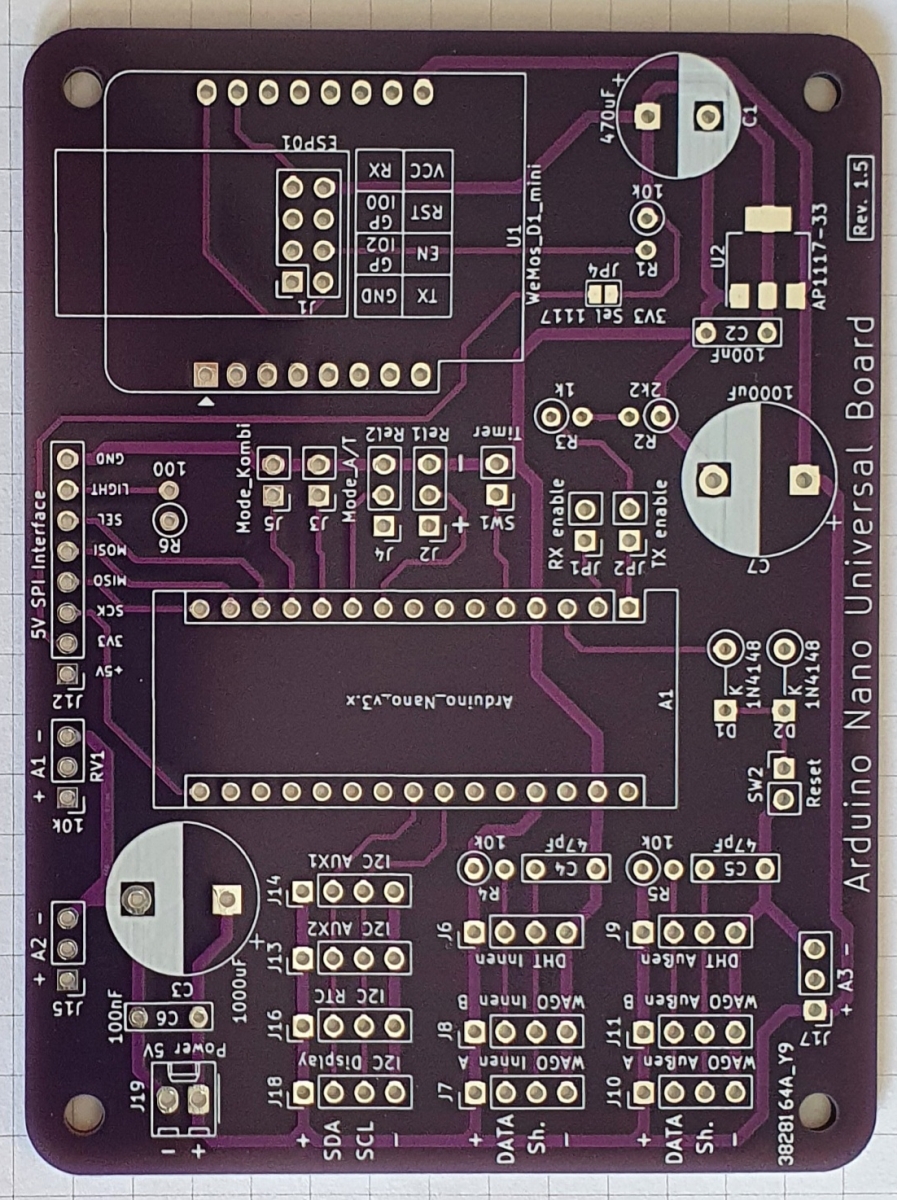 + A2 -
J15
+ A1 -
10k
RV1
5V SPI Interface
J12
+5V
3V3
SCK
MISO
MOSI
SEL
LIGHT
GND
100nF
J19
-
+
Power 5V
C6
C3
1000uF
+
R6
100
Mode_Kombi
J5
J3
Mode_A/T
J4
Rel2
J2
Rel1
+
-
SW1
Timer
J18
J16
J13
J14
+
SDA
SCL
-
I2C Display
I2C RTC
I2C AUX2
I2C AUX1
Arduino_Nano_v3.x
A1
J1
ESP01
TX
GND
EN
GP
IO2
RST
GP
IO0
VCC
RX
U1
WeMos_D1_mini
J7
J8
J6
+
DATA
Sh.
-
WAGO Innen A
WAGO Innen B
DHT Innen
R4
10k
C4
47pF
RX enable
JP1
JP2
TX enable
R3
1k
R2
2k2
3V3 Sel1117
JP4
R1
10k
470uF
+
C1
J10
J11
J9
+
DATA
Sh.
-
WAGO Außen A
WAGO Außen B
DHT Außen
R5
10k
C5
47pF
D1
K
1N4148
D2
K
1N4148
SW2
Reset
C7
1000uF
+
100nF
C2
U2
AP1117-33
3828164A_Y9
J17
+ A3 -
Arduino Nano Universal Board
Rev. 1.5